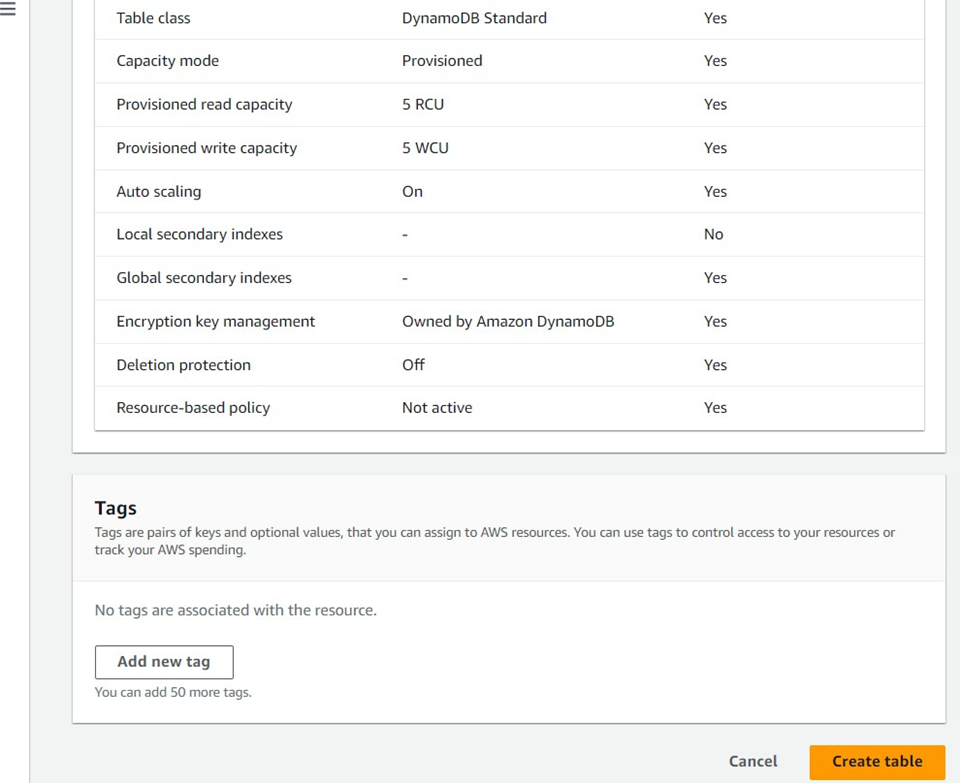 Table class DynamoDB Standard Yes
Capacity mode Provisioned Yes
Provisioned read capacity 5 RCU Yes
Provisioned write capacity 5 WCU Yes
Auto scaling On Yes
Local secondary indexes - No
Global secondary indexes - Yes
Encryption key management Owned by Amazon DynamoDB Yes
Deletion protection Off Yes
Resource-based policy Not active Yes
Tags
Tags are pairs of keys and optional values, that you can assign to AWS resources. You can use tags to control access to your resources or
track your AWS spending.
No tags are associated with the resource.
Add new tag
You can add 50 more tags.
Cancel Create table